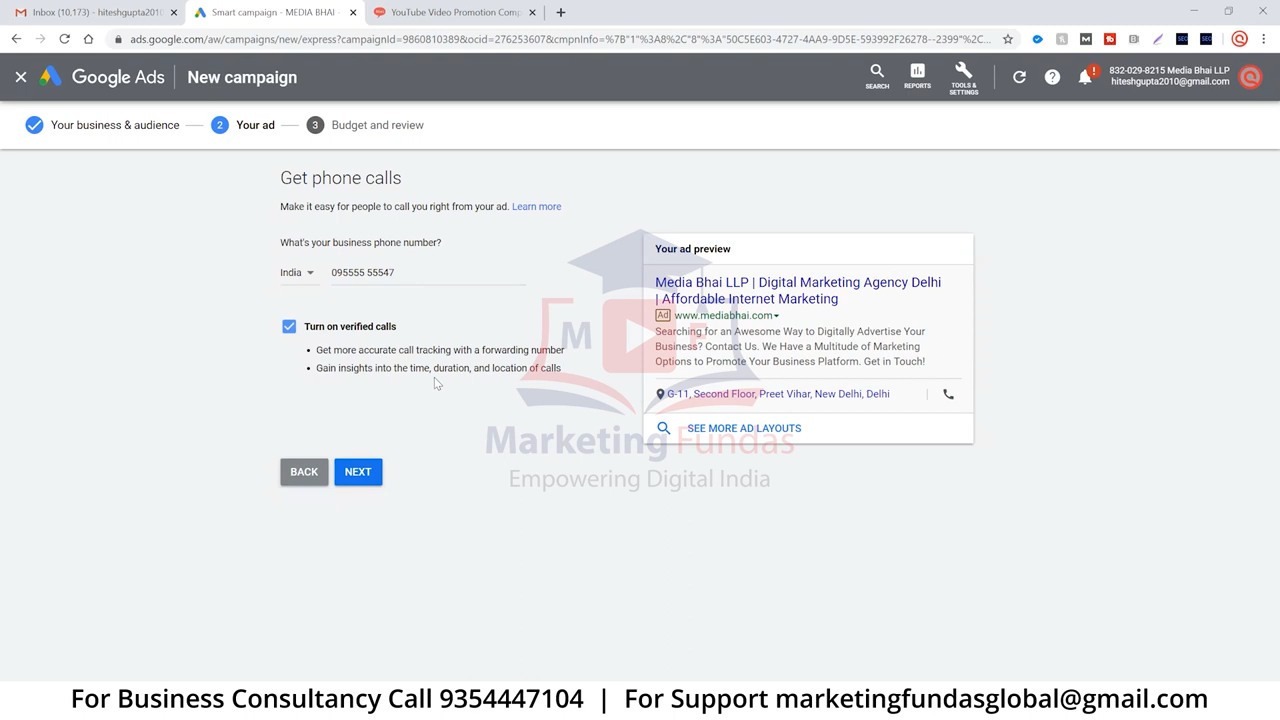 Inbox (10,173) - hiteshgupta2010
Smart campaign - MEDIA BHAI -
YouTube Video Promotion Comp
ads.google.com/aw/campaigns/new/express?campaignId=9860810389&ocid=276253607&cmpnInfo=%7B"1"%3A8%2C"8"%3A"50C5E603-4727-4AA9-9D5E-593992F26278--2399"%2C...
Google Ads
New campaign
SEARCH
REPORTS
TOOLS & SETTINGS
832-029-8215 Media Bhai LLP
hiteshgupta2010@gmail.com
Your business & audience
2 Your ad
3 Budget and review
Get phone calls
Make it easy for people to call you right from your ad. Learn more
What's your business phone number?
India 095555 55547
Turn on verified calls
• Get more accurate call tracking with a forwarding number
• Gain insights into the time, duration, and location of calls
BACK NEXT
Your ad preview
Media Bhai LLP | Digital Marketing Agency Delhi
| Affordable Internet Marketing
Ad www.mediabhai.com
Searching for an Awesome Way to Digitally Advertise Your
Business? Contact Us. We Have a Multitude of Marketing
Options to Promote Your Business Platform. Get in Touch!
G-11, Second Floor, Preet Vihar, New Delhi, Delhi
SEE MORE AD LAYOUTS
Marketing Fundas
Empowering Digital India
For Business Consultancy Call 9354447104 | For Support marketingfundasglobal@gmail.com